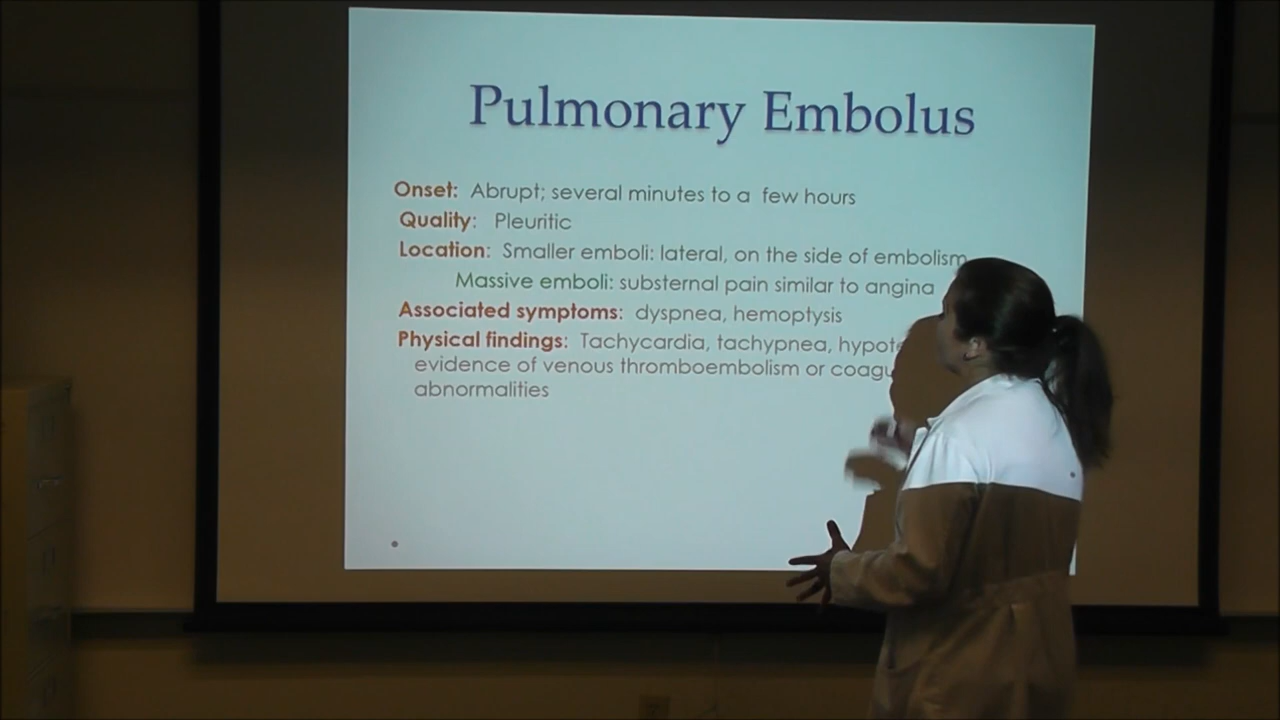 Pulmonary Embolus
Onset: Abrupt; several minutes to a few hours
Quality: Pleuritic
Location: Smaller emboli: lateral, on the side of embolism
Massive emboli: substernal pain similar to angina
Associated symptoms: dyspnea, hemoptysis
Physical findings: Tachycardia, tachypnea,
evidence of venous thromboembolism or
abnormalities